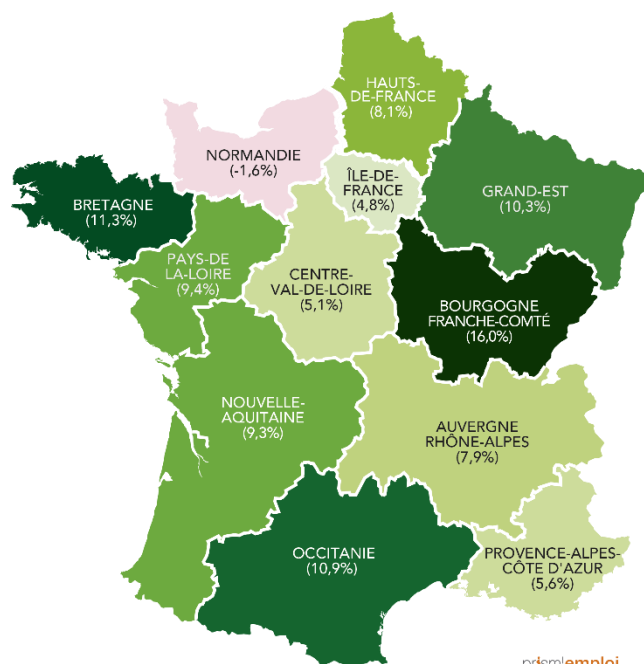 HAUTS-
DE-FRANCE
(8,1%)
NORMANDIE
(-1,6%)
ÎLE-DE-
FRANCE
(4,8%)
GRAND-EST
(10,3%)
BRETAGNE
(11,3%)
PAYS-DE
LA-LOIRE
(9,4%)
CENTRE-
VAL-DE-LOIRE
(5,1%)
BOURGOGNE
FRANCHE-COMTÉ
(16,0%)
NOUVELLE-
AQUITAINE
(9,3%)
AUVERGNE
RHÔNE-ALPES
(7,9%)
OCCITANIE
(10,9%)
PROVENCE-ALPES-
CÔTE D'AZUR
(5,6%)
prism'emploi